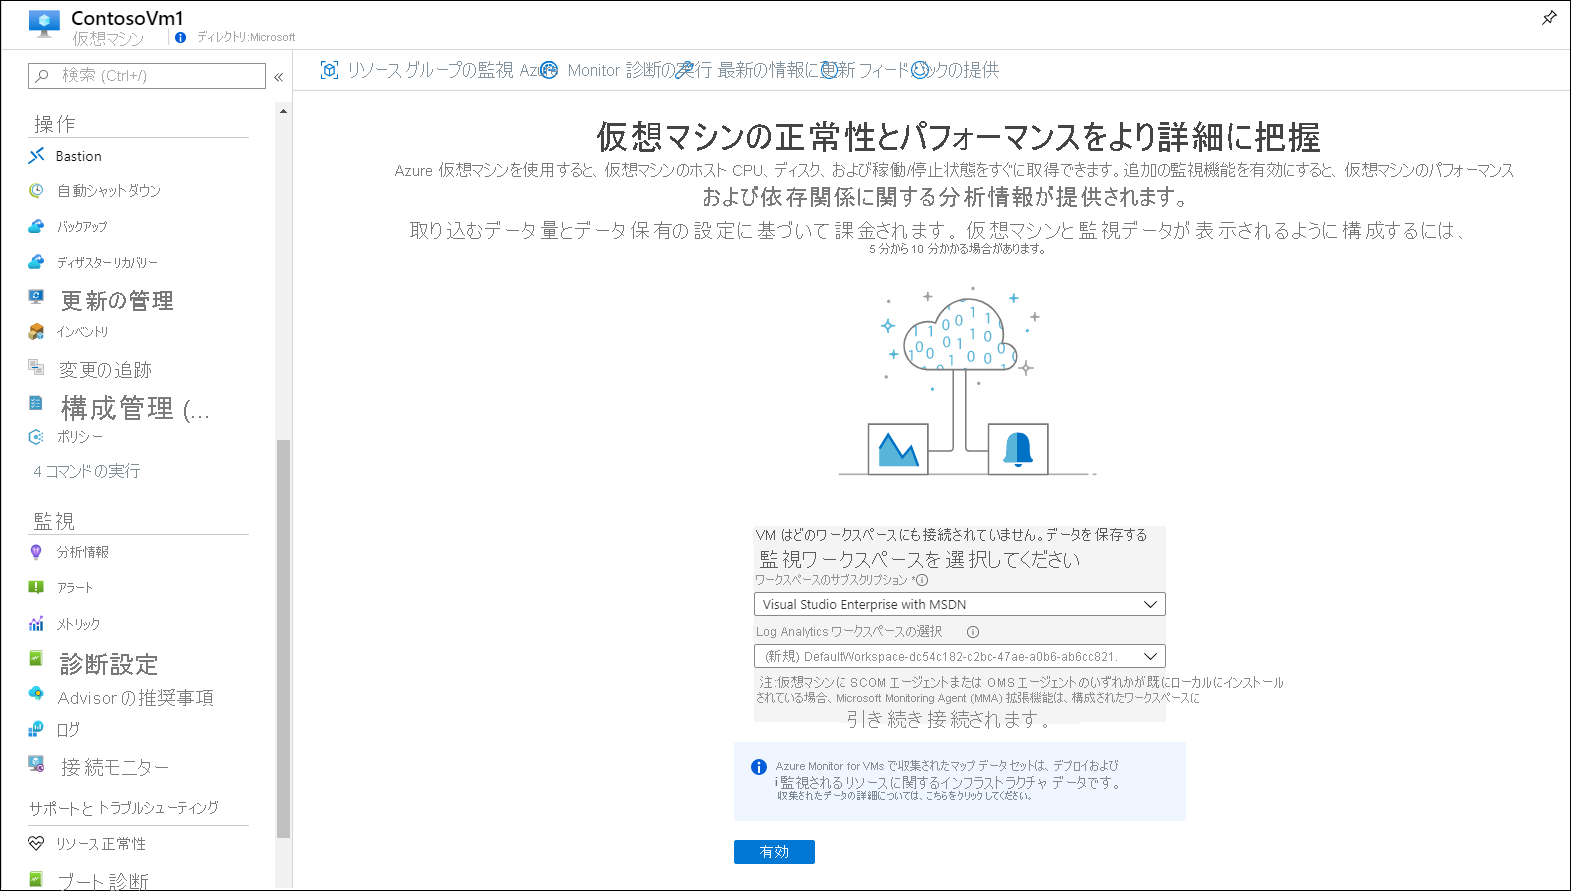 ContosoVm1
仮想マシン
ディレクトリ:Microsoft
検索 (Ctrl+/)
«
リソース グループの監視
Monitor 診断の実行
最新の情報に更新
フィードバックの提供
操作
Bastion
自動シャットダウン
バックアップ
ディザスター リカバリー
更新の管理
インベントリ
変更の追跡
構成管理 (...
ポリシー
4 コマンドの実行
監視
分析情報
アラート
メトリック
診断設定
Advisor の推奨事項
ログ
接続モニター
サポートと トラブルシューティング
リソース正常性
ブート診断
仮想マシンの正常性とパフォーマンスをより詳細に把握
Azure 仮想マシンを使用すると、仮想マシンのホスト CPU、ディスク、および稼働/停止状態をすぐに取得できます。追加の監視機能を有効にすると、仮想マシンのパフォーマンス
および依存関係に関する分析情報が提供されます。
取り込むデータ量とデータ保有の設定に基づいて課金されます。仮想マシンと監視データが表示されるように構成するには、
5 分から 10 分かかる場合があります。
VM はどのワークスペースにも接続されていません。データを保存する
監視ワークスペースを選択してください
ワークスペースのサブスクリプション *
Visual Studio Enterprise with MSDN
Log Analytics ワークスペースの選択
(新規) DefaultWorkspace-dc54c182-c2bc-47ae-a0b6-ab6cc821..
注:仮想マシンに SCOM エージェントまたは OMS エージェントのいずれかが既にローカルにインストール
されている場合、Microsoft Monitoring Agent (MMA) 拡張機能は、構成されたワークスペースに
引き続き接続されます。
Azure Monitor for VMs で収集されたマップ データ セットは、デプロイおよび
i 監視されるリソースに関するインフラストラクチャ データです。
収集されたデータの詳細については、こちらをクリックしてください。
有効